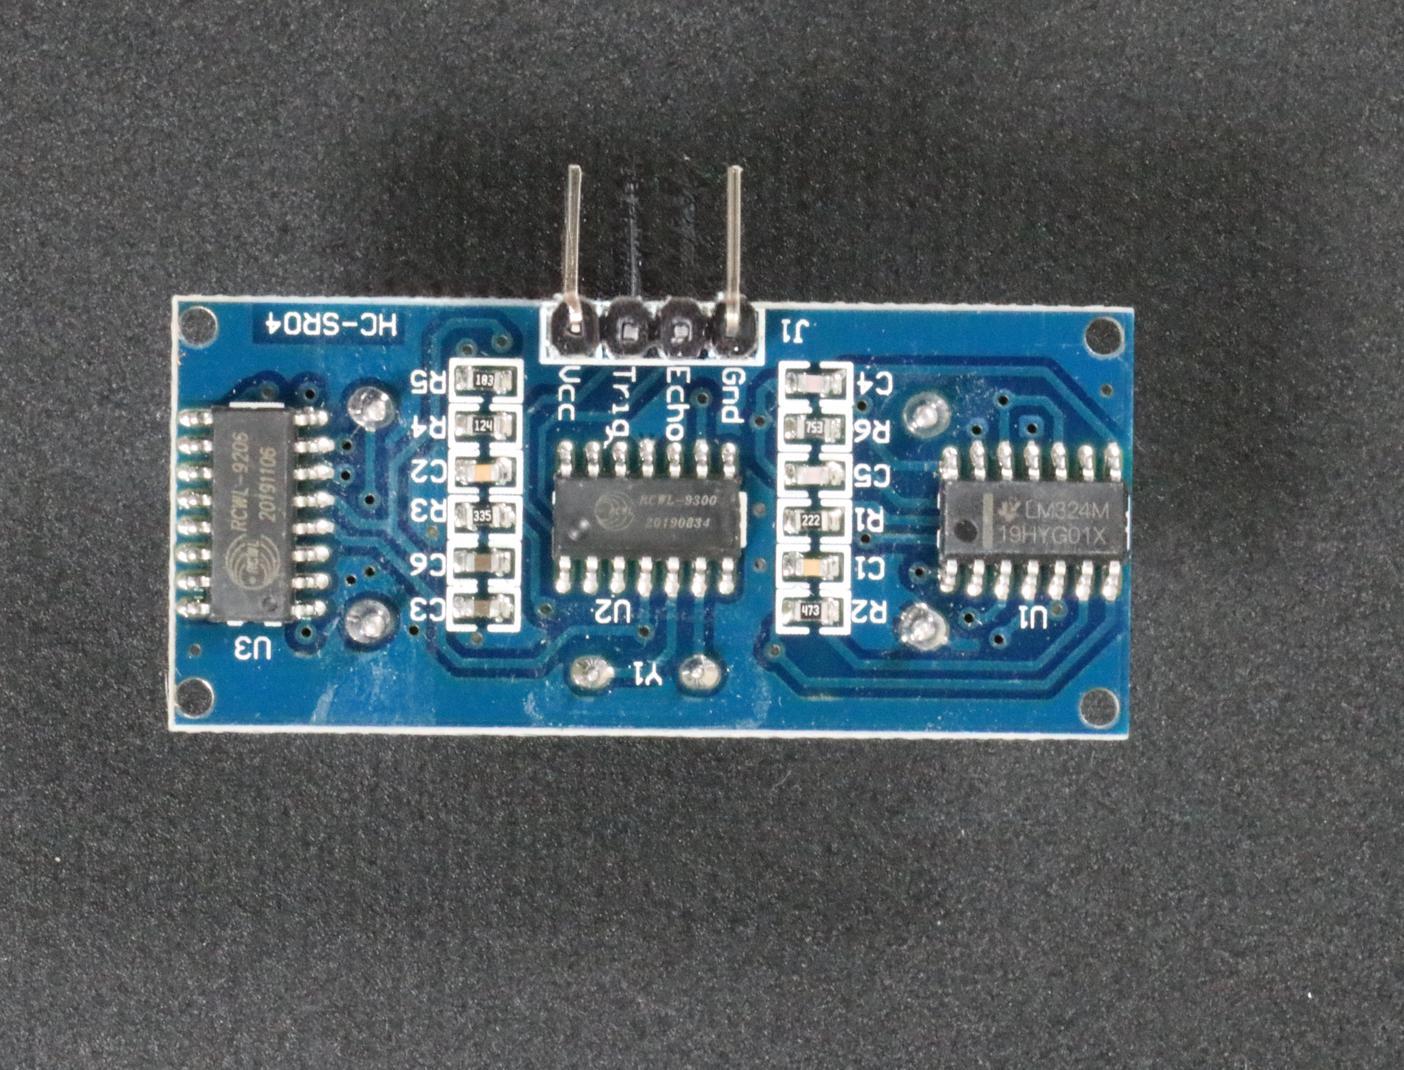 HC-SR04
J1
Vcc
Trig
Echo
Gnd
R5
183
R4
124
C2
R3
335
C6
C3
C4
R6
753
C5
R1
222
C1
R2
473
RCWL-9206
20191106
U3
RCWL-9300
20190834
U2
LM324M
19HYG01X
U1
Y1